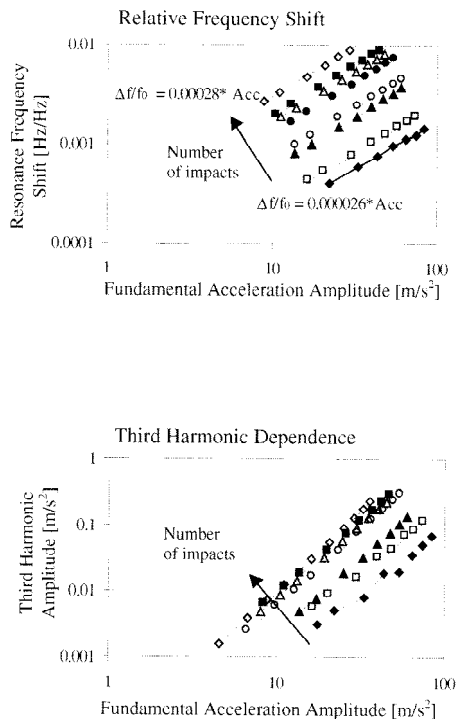 Relative Frequency Shift
Resonance Frequency
Shift [Hz/Hz]
0.01
0.001
0.0001
Δf/f₀ = 0.00028* Acc
Number
of impacts
Δf/f₀ = 0.000026* Acc
1
10
100
Fundamental Acceleration Amplitude [m/s²]
Third Harmonic Dependence
Third Harmonic
Amplitude [m/s²]
1
0.1
0.01
0.001
Number
of impacts
1
10
100
Fundamental Acceleration Amplitude [m/s²]